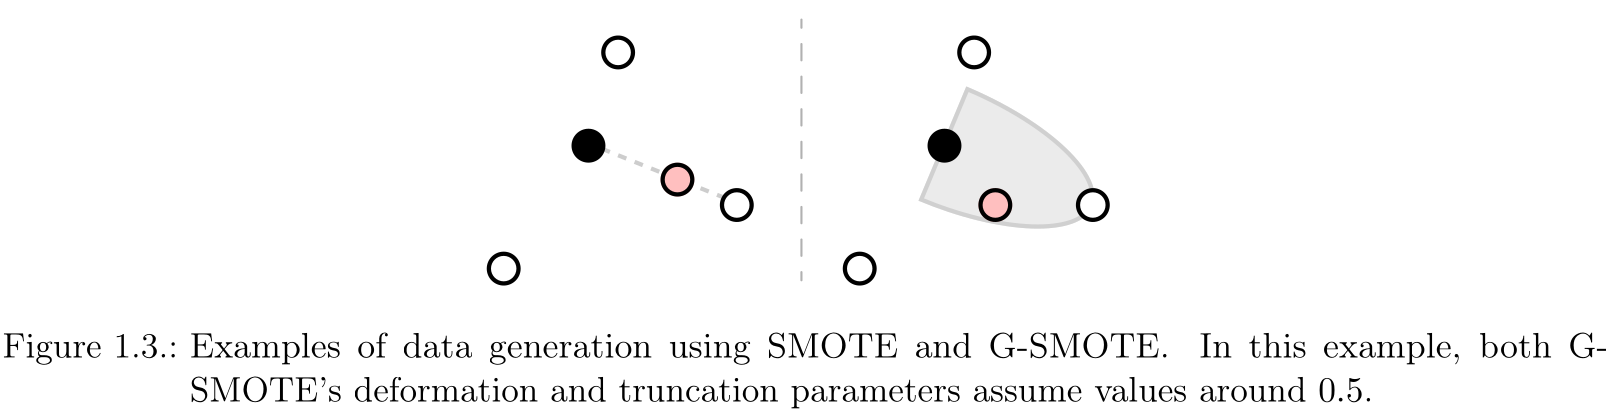 Figure 1.3.: Examples of data generation using SMOTE and G-SMOTE. In this example, both G-
SMOTE's deformation and truncation parameters assume values around 0.5.